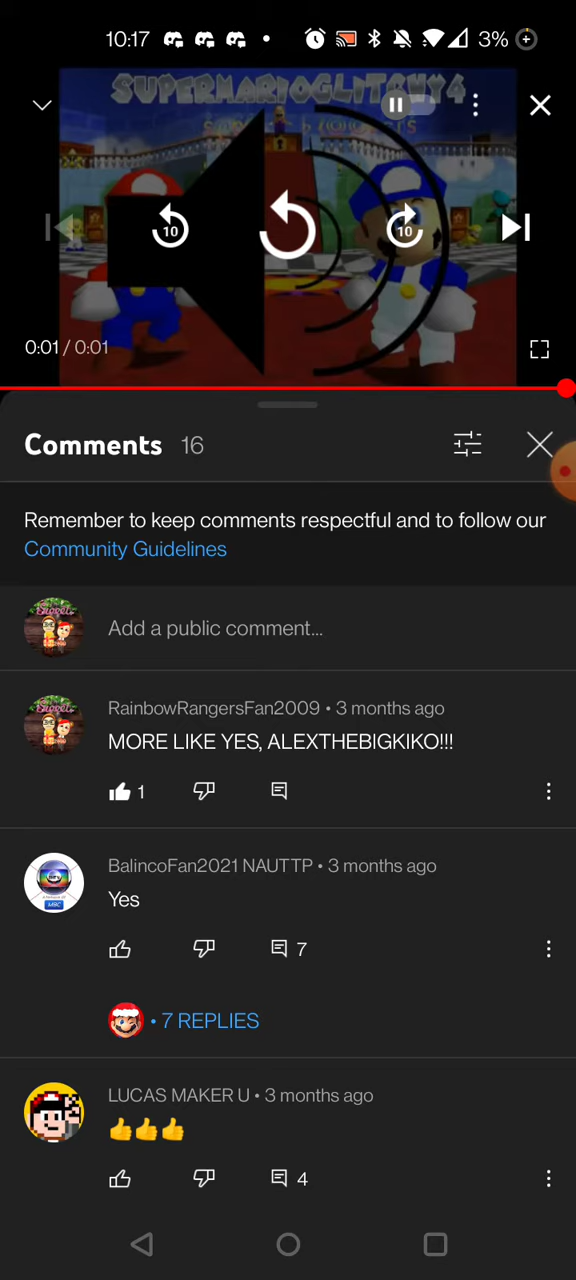 10:17
3%
SUPERMARIOGLITCHY4
10
10
0:01 / 0:01
Comments 16
Remember to keep comments respectful and to follow our
Community Guidelines
Add a public comment...
RainbowRangersFan2009 • 3 months ago
MORE LIKE YES, ALEXTHEBIGKIKO!!!
1
BalincoFan2021 NAUTTP • 3 months ago
Yes
7
• 7 REPLIES
LUCAS MAKER U • 3 months ago
👍👍👍
4